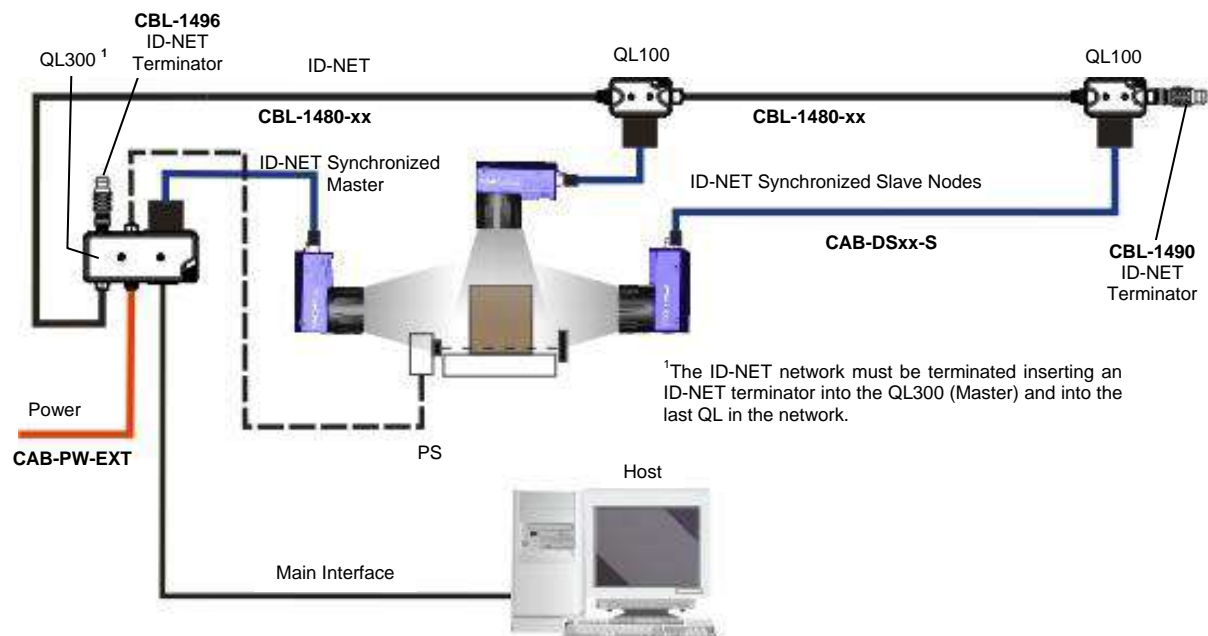 CBL-1496
ID-NET
Terminator
QL300 ¹
ID-NET
QL100
QL100
CBL-1480-xx
CBL-1480-xx
ID-NET Synchronized
Master
ID-NET Synchronized Slave Nodes
CAB-DSxx-S
CBL-1490
ID-NET
Terminator
¹The ID-NET network must be terminated inserting an
ID-NET terminator into the QL300 (Master) and into the
last QL in the network.
Power
CAB-PW-EXT
PS
Host
Main Interface